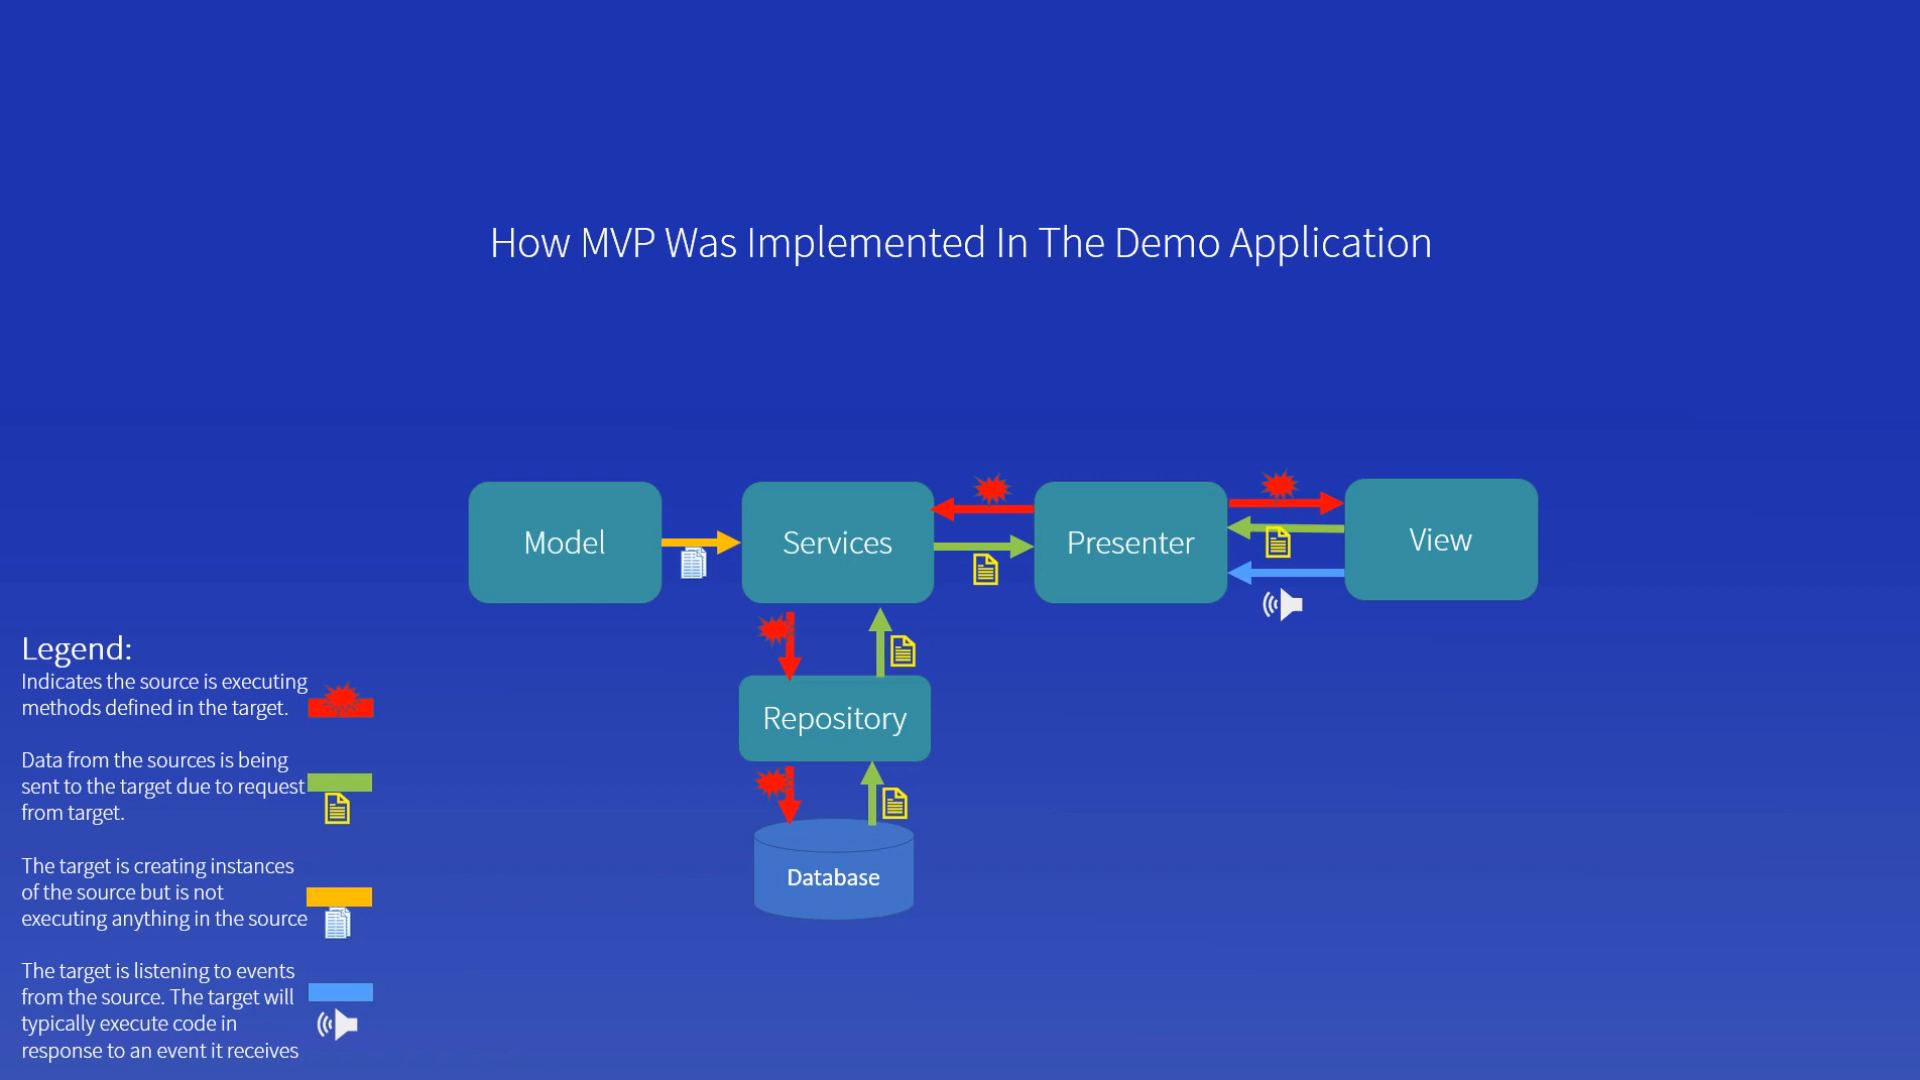 How MVP Was Implemented In The Demo Application
Model
Services
Presenter
View
Repository
Database
Legend:
Indicates the source is executing
methods defined in the target.
Data from the sources is being
sent to the target due to request
from target.
The target is creating instances
of the source but is not
executing anything in the source
The target is listening to events
from the source. The target will
typically execute code in
response to an event it receives